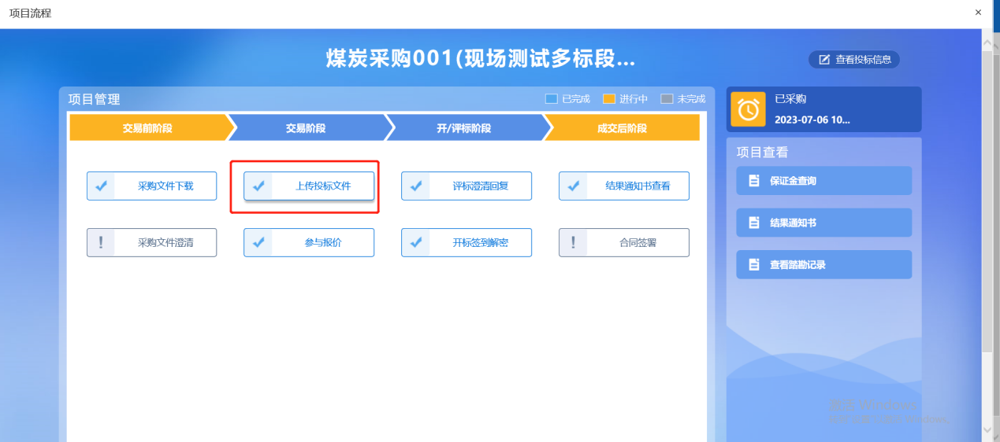 项目流程
×
煤炭采购001(现场测试多标段...
查看投标信息
项目管理
已完成
进行中
未完成
交易前阶段
交易阶段
开/评标阶段
成交后阶段
采购文件下载
上传投标文件
评标澄清回复
结果通知书查看
采购文件澄清
参与报价
开标签到解密
合同签署
已采购
2023-07-06 10...
项目查看
保证金查询
结果通知书
查看踏勘记录
激活 Windows